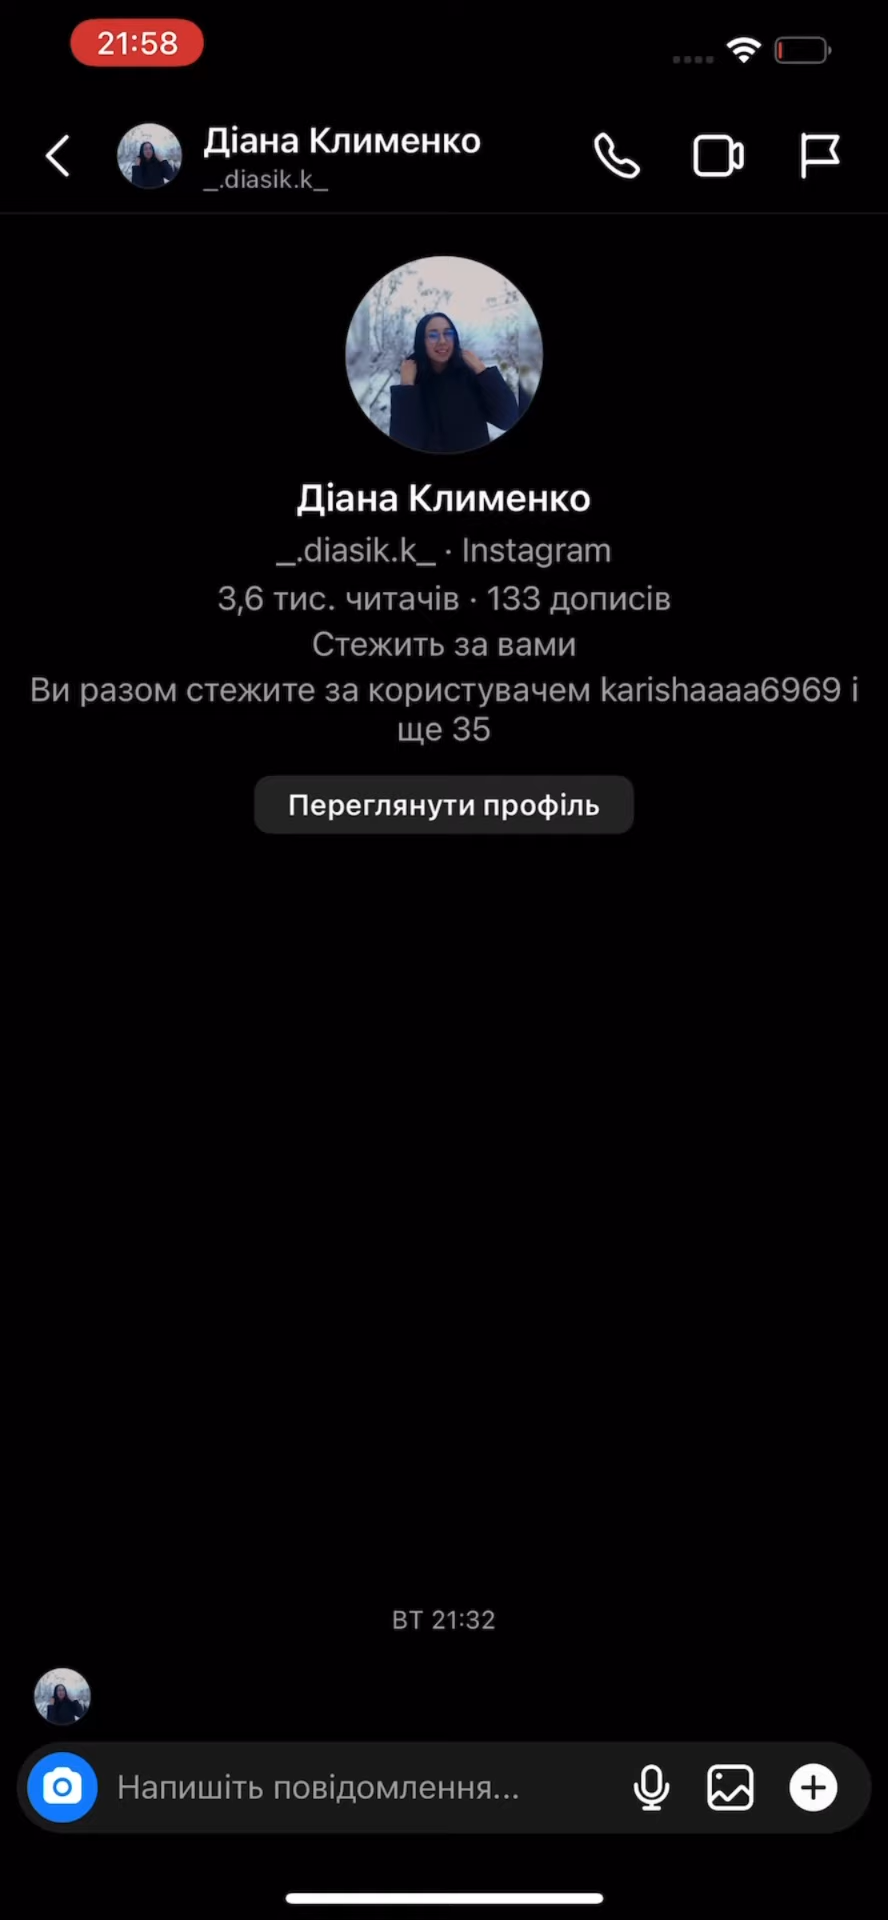 21:58
Діана Клименко
_.diasik.k_
Діана Клименко
_.diasik.k_ · Instagram
3,6 тис. читачів · 133 дописів
Стежить за вами
Ви разом стежите за користувачем karishaaaa6969 і
ще 35
Переглянути профіль
ВТ 21:32
Напишіть повідомлення...